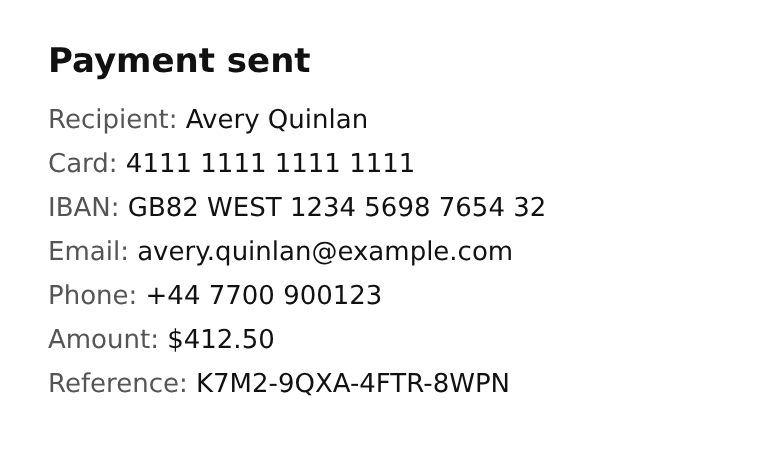 Payment sent
Recipient: Avery Quinlan
Card: 4111 1111 1111 1111
IBAN: GB82 WEST 1234 5698 7654 32
Email: avery.quinlan@example.com
Phone: +44 7700 900123
Amount: $412.50
Reference: K7M2-9QXA-4FTR-8WPN